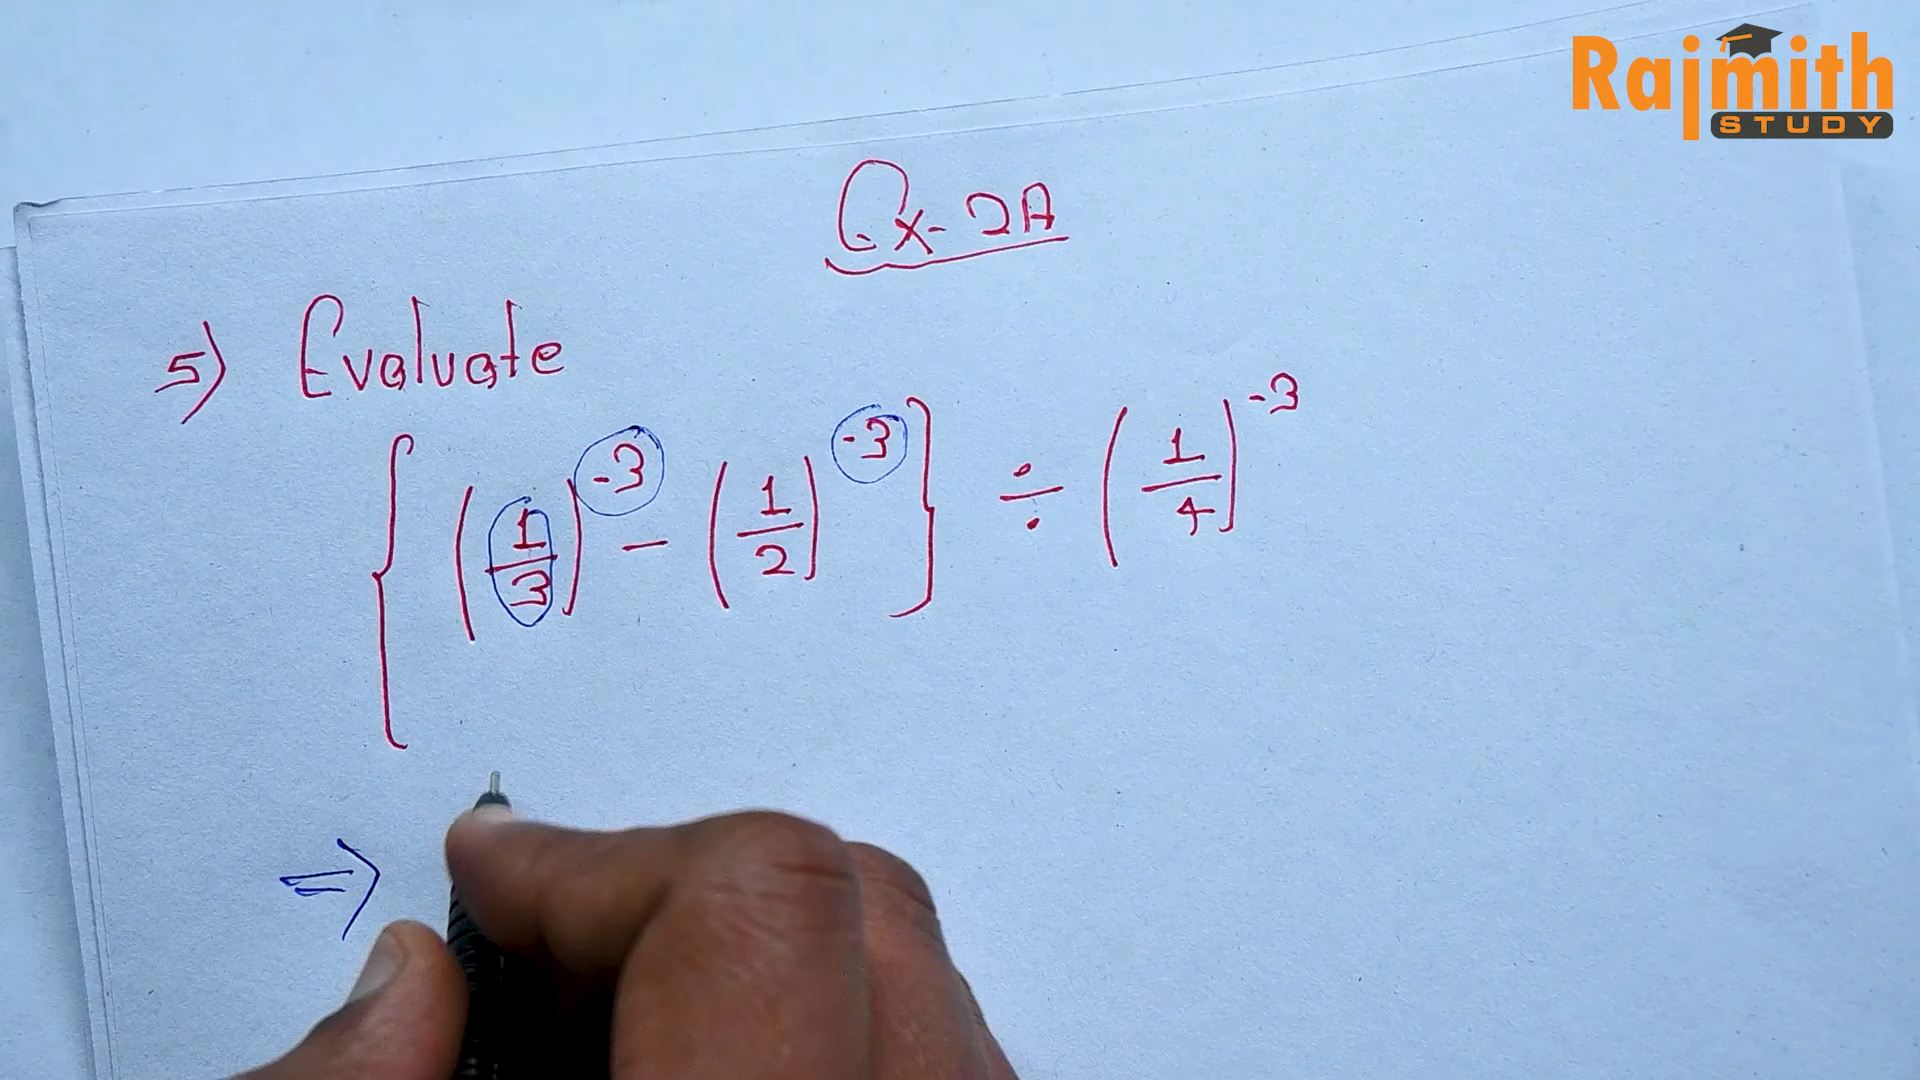 Rajmith
STUDY
Ex-2A
5) Evaluate
{ (1/3)^-3 - (1/2)^-3 } ÷ (1/4)^-3
⇒